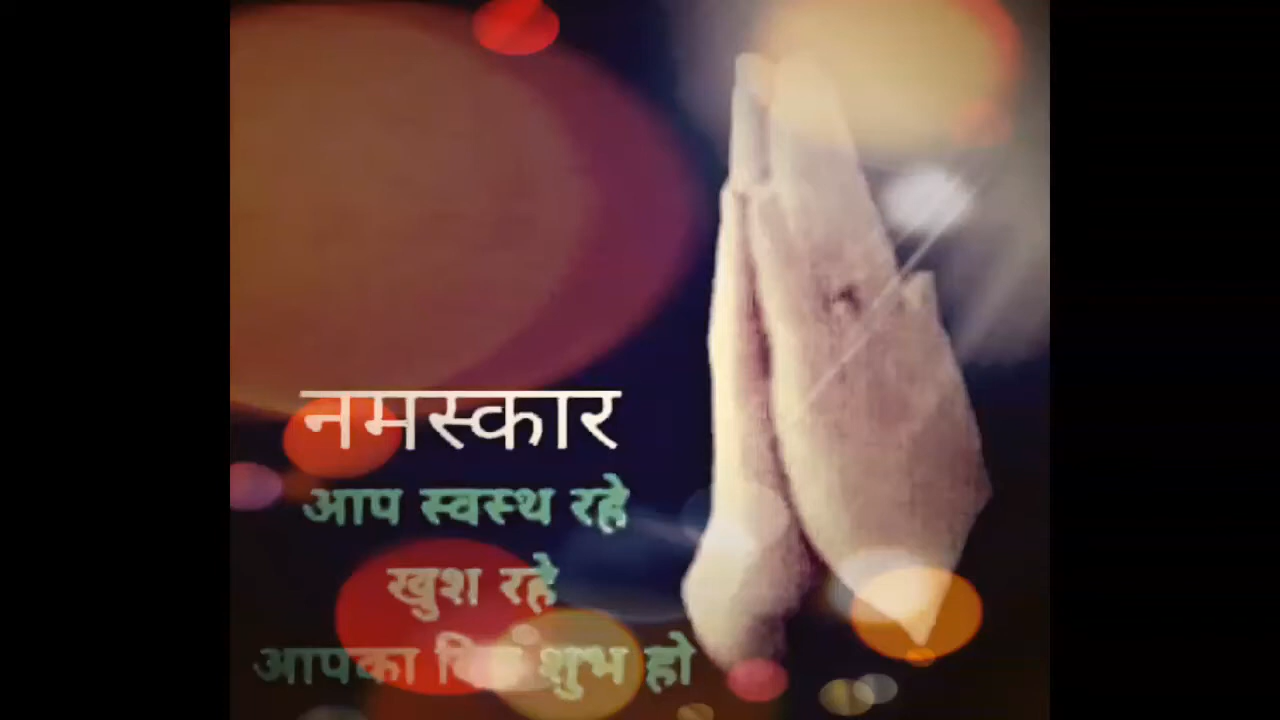 नमस्कार
आप स्वस्थ रहे
खुश रहे
आपका शुभ हो